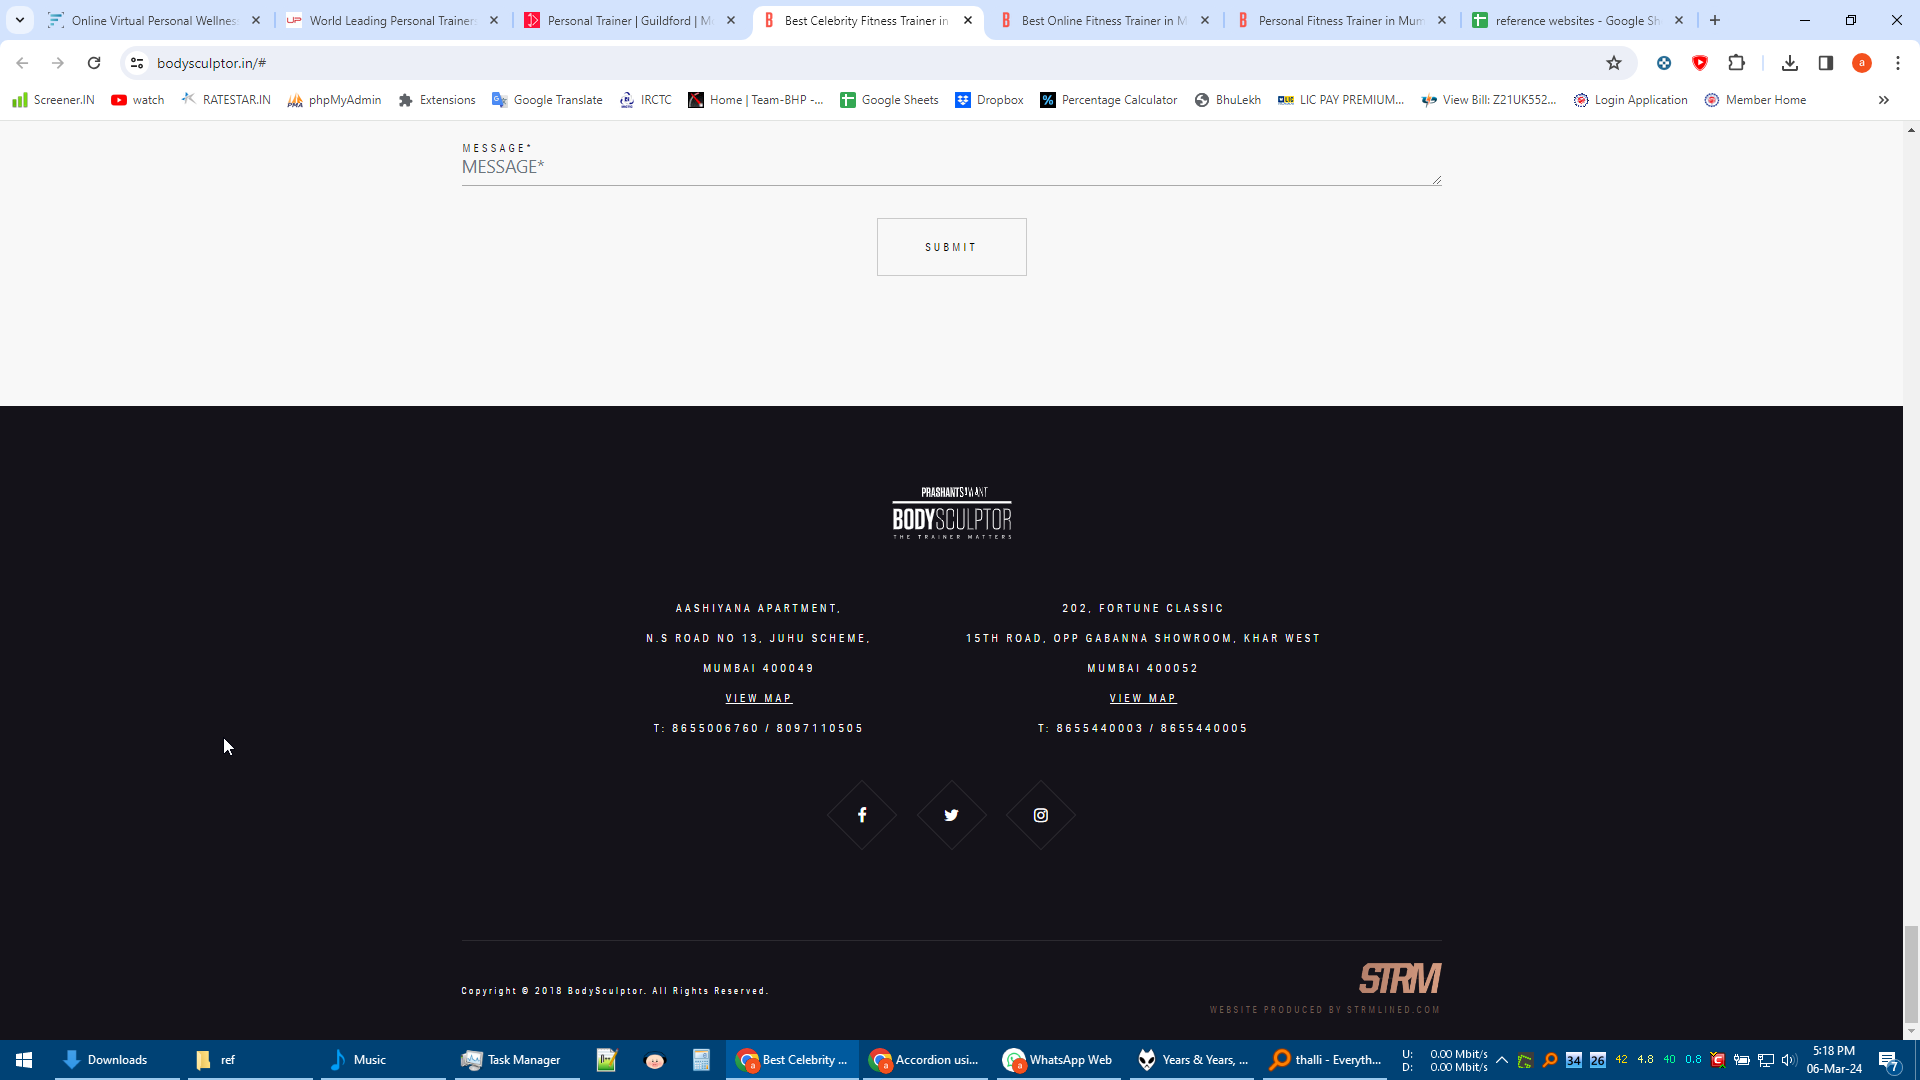 Online Virtual Personal Wellness
World Leading Personal Trainers
Personal Trainer | Guildford | M
Best Celebrity Fitness Trainer in
Best Online Fitness Trainer in M
Personal Fitness Trainer in Mum
reference websites - Google Sh
bodysculptor.in/#
a
Screener.IN
watch
RATESTAR.IN
phpMyAdmin
Extensions
Google Translate
IRCTC
Home | Team-BHP -...
Google Sheets
Dropbox
Percentage Calculator
BhuLekh
LIC PAY PREMIUM...
View Bill: Z21UK552...
Login Application
Member Home
MESSAGE*
MESSAGE*
SUBMIT
PRASHANTSAWANT
BODYSCULPTOR
THE TRAINER MATTERS
AASHIYANA APARTMENT,
N.S ROAD NO 13, JUHU SCHEME,
MUMBAI 400049
VIEW MAP
T: 8655006760 / 8097110505
202, FORTUNE CLASSIC
15TH ROAD, OPP GABANNA SHOWROOM, KHAR WEST
MUMBAI 400052
VIEW MAP
T: 8655440003 / 8655440005
Copyright © 2018 BodySculptor. All Rights Reserved.
STRM
WEBSITE PRODUCED BY STRMLINED.COM
Downloads
ref
Music
Task Manager
Best Celebrity ...
Accordion usi...
WhatsApp Web
Years & Years, ...
thalli - Everyth...
U: 0.00 Mbit/s
D: 0.00 Mbit/s
34 26 42 4.8 40 0.8
5:18 PM
06-Mar-24
7